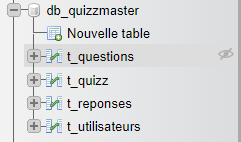 db_quizzmaster
Nouvelle table
t_questions
t_quizz
t_reponses
t_utilisateurs